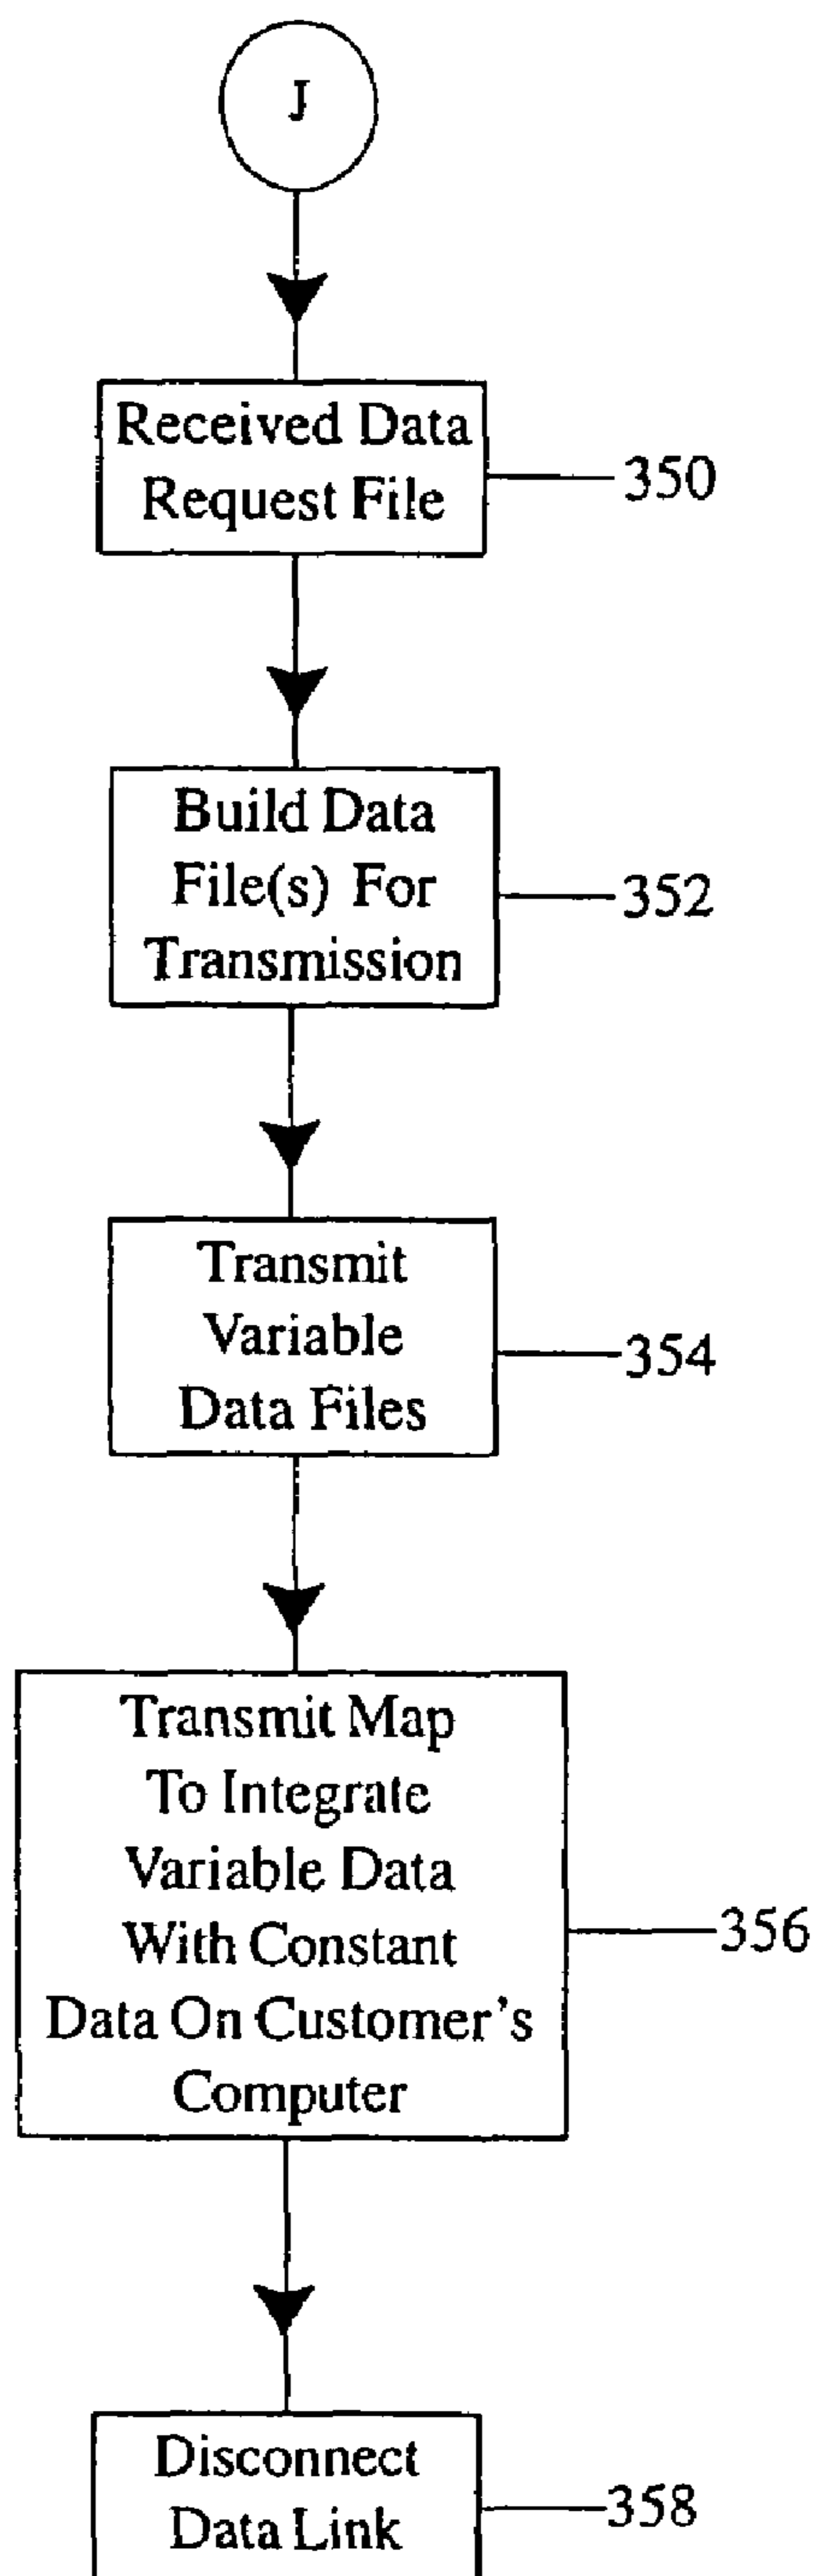 J
Received Data
Request File
350
Build Data
File(s) For
Transmission
352
Transmit
Variable
Data Files
354
Transmit Map
To Integrate
Variable Data
With Constant
Data On Customer's
Computer
356
Disconnect
Data Link
358